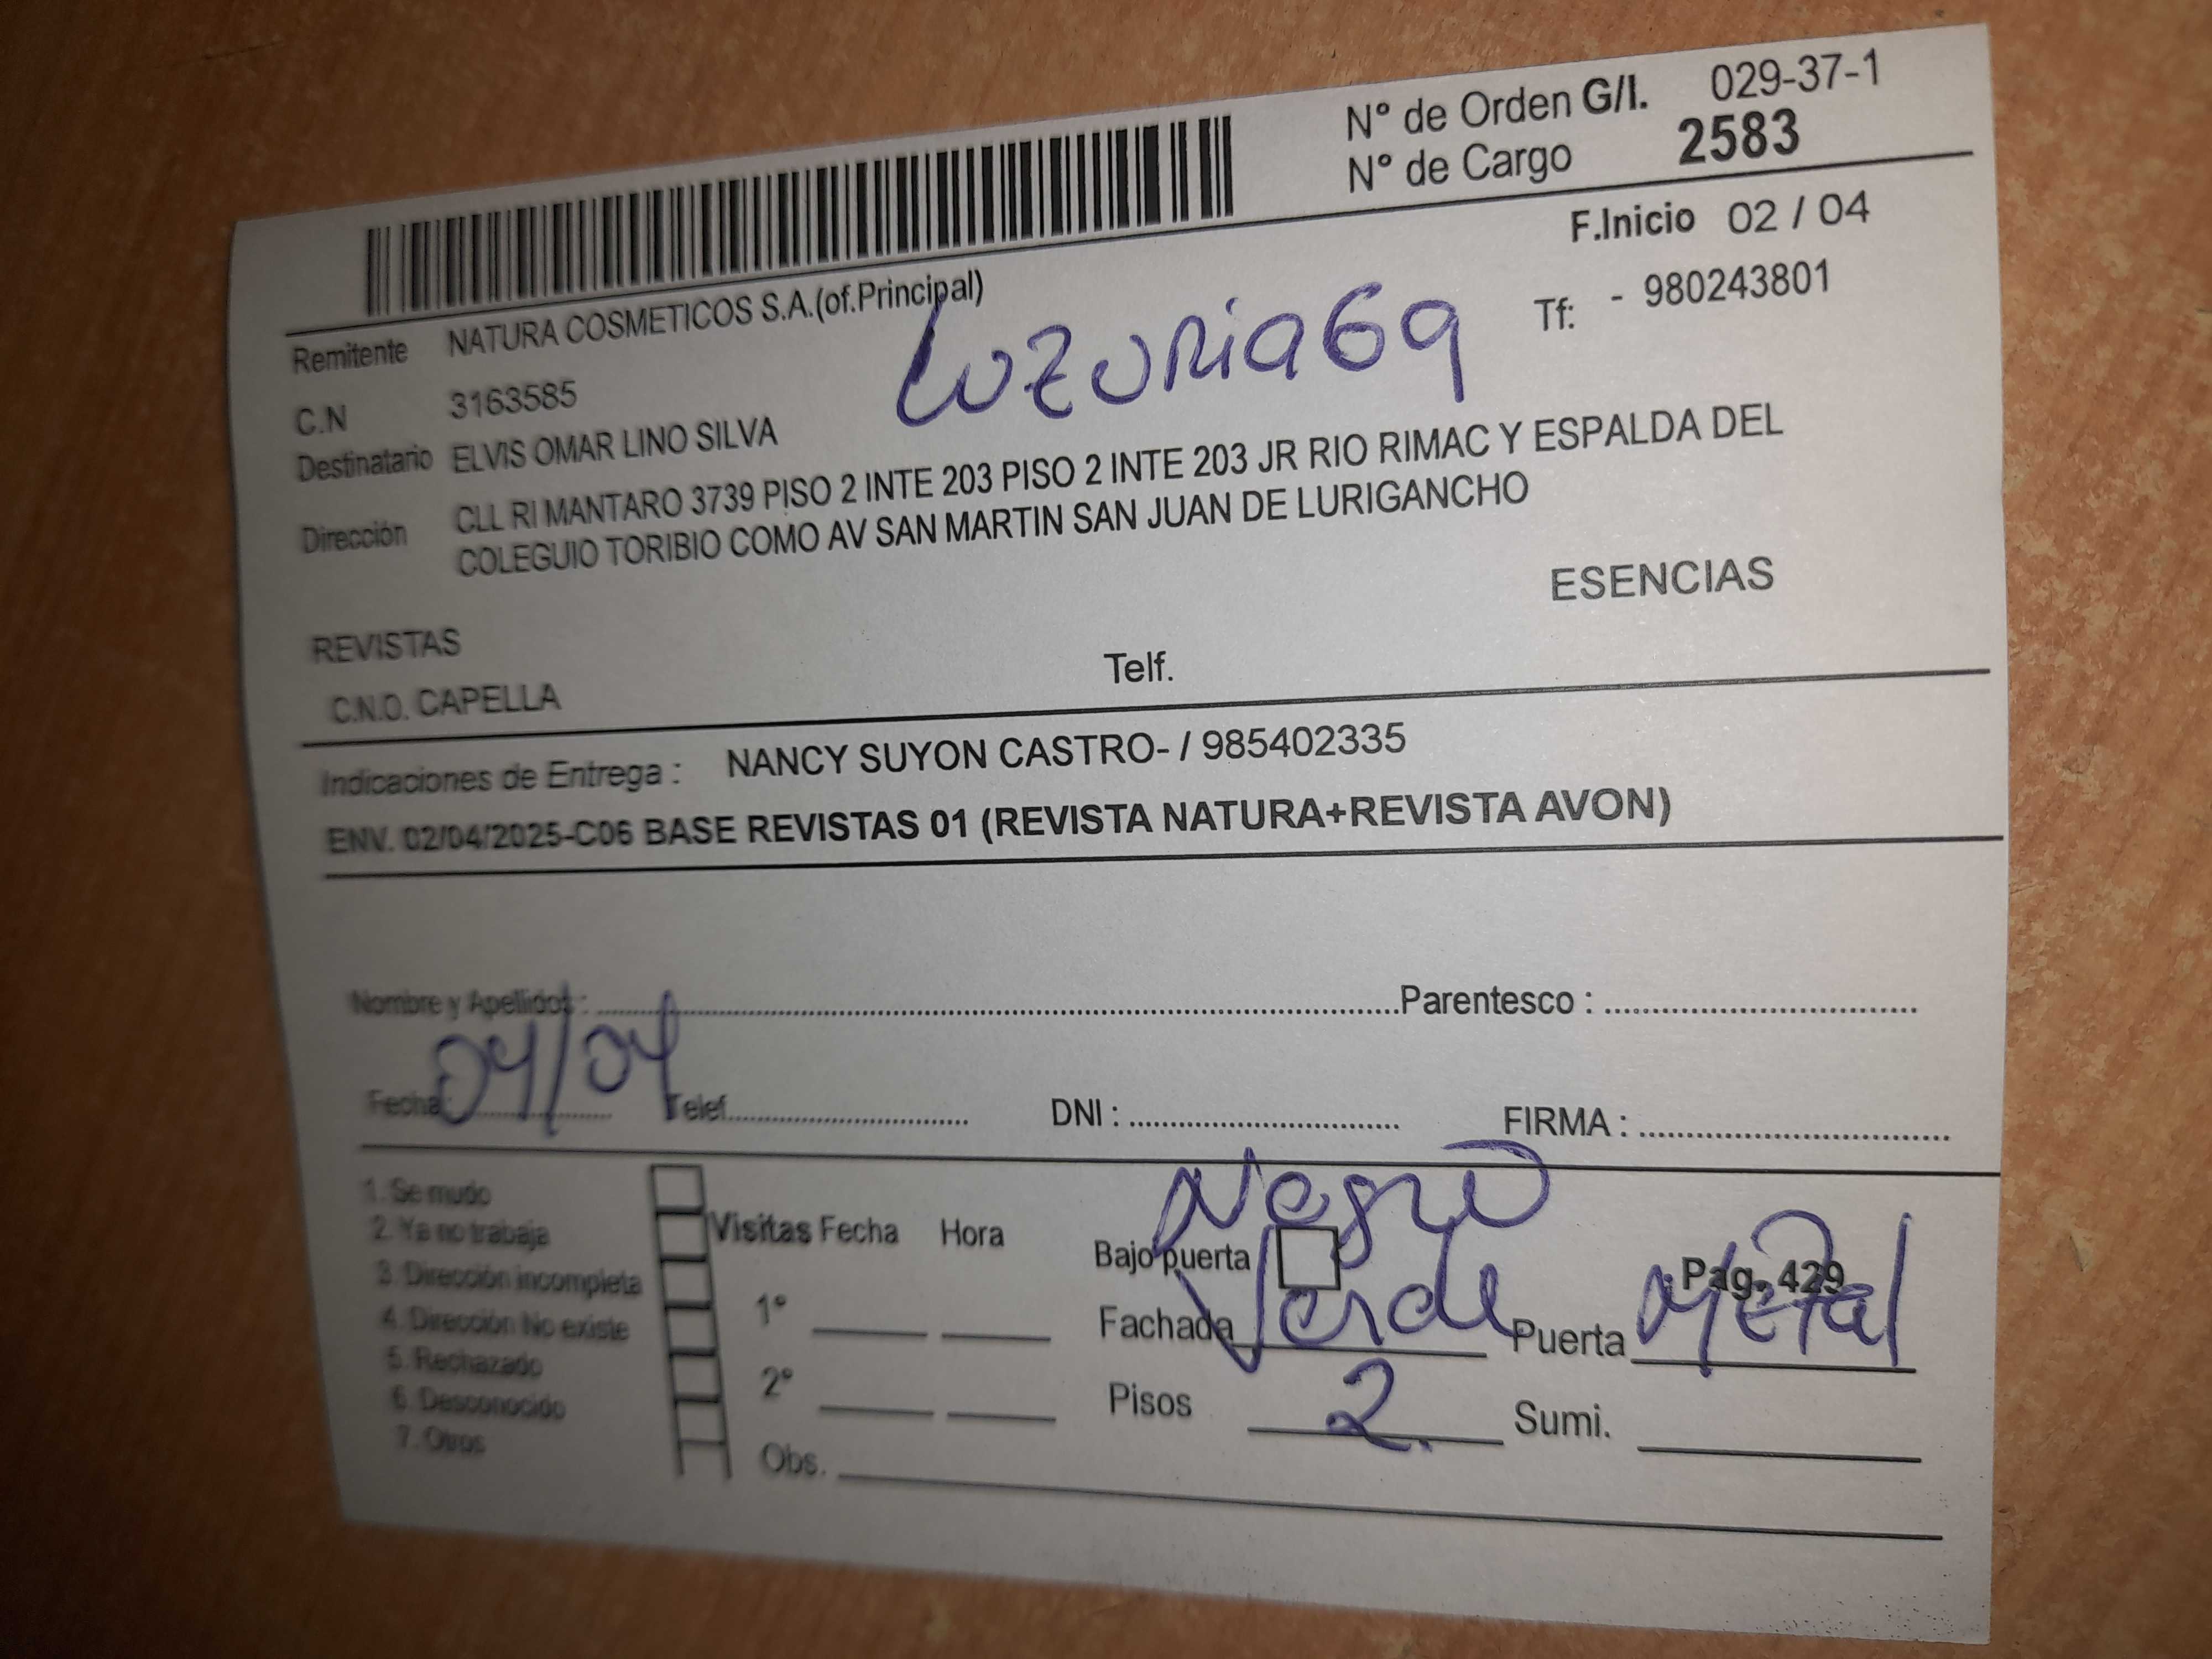 N° de Orden G/I. 029-37-1
N° de Cargo 2583
F.Inicio 02 / 04
Remitente NATURA COSMETICOS S.A.(of.Principal)
Tf: - 980243801
C.N 3163585
Luzuria69
Destinatario ELVIS OMAR LINO SILVA
Dirección CLL RI MANTARO 3739 PISO 2 INTE 203 PISO 2 INTE 203 JR RIO RIMAC Y ESPALDA DEL
COLEGUIO TORIBIO COMO AV SAN MARTIN SAN JUAN DE LURIGANCHO
ESENCIAS
REVISTAS
C.N.O. CAPELLA Telf.
Indicaciones de Entrega : NANCY SUYON CASTRO- / 985402335
ENV. 02/04/2025-C06 BASE REVISTAS 01 (REVISTA NATURA+REVISTA AVON)
Nombre y Apellidos : Parentesco :
Fecha: 04/04 Telef. DNI : FIRMA :
1. Se mudo
2. Ya no trabaja
3. Dirección incompleta
4. Dirección No existe
5. Rechazado
6. Desconocido
7. Otros
Visitas Fecha Hora
1°
2°
Obs.
Negro
Bajo puerta Pag. 429
Fachada Verde Puerta Metal
Pisos 2. Sumi.